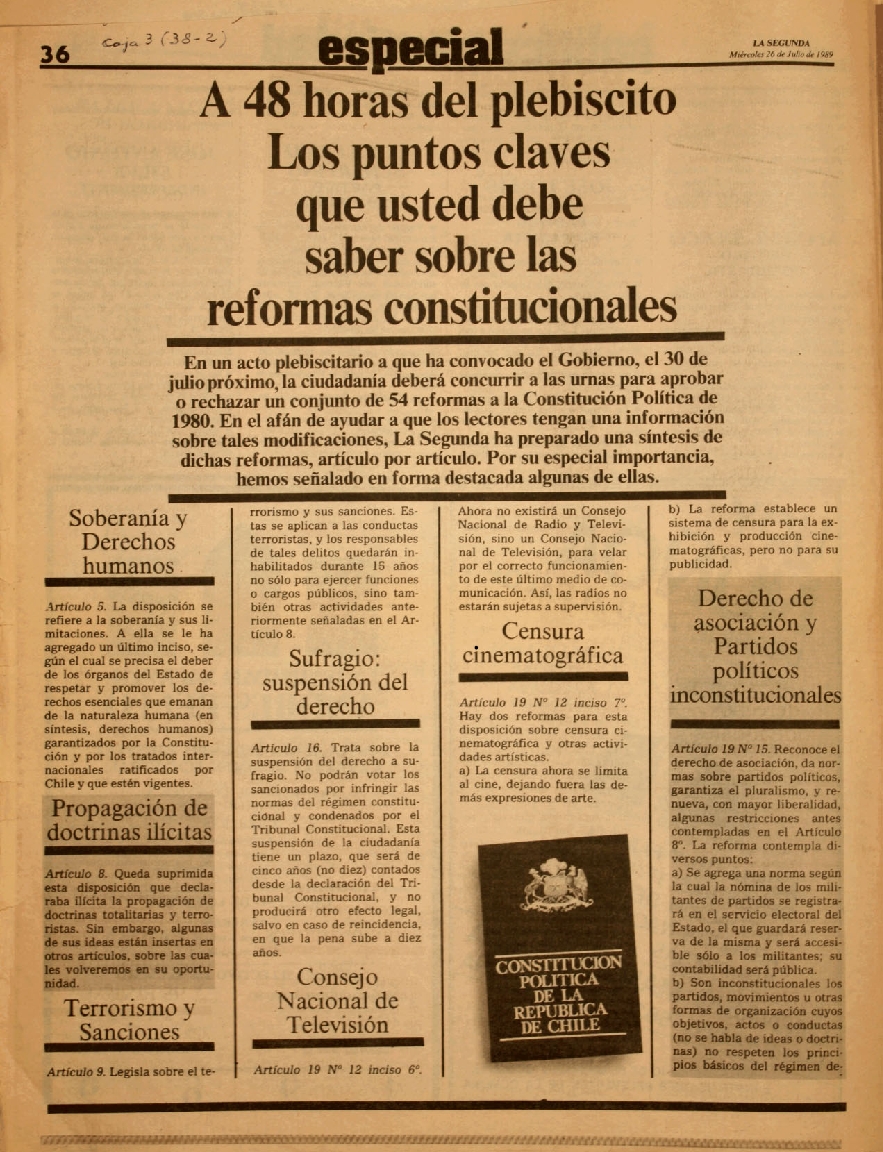 36
Caja 3 (38-2)
especial
LA SEGUNDA
Miércoles 26 de Julio de 1989
A 48 horas del plebiscito
Los puntos claves
que usted debe
saber sobre las
reformas constitucionales
En un acto plebiscitario a que ha convocado el Gobierno, el 30 de
julio próximo, la ciudadanía deberá concurrir a las urnas para aprobar
o rechazar un conjunto de 54 reformas a la Constitución Política de
1980. En el afán de ayudar a que los lectores tengan una información
sobre tales modificaciones, La Segunda ha preparado una síntesis de
dichas reformas, artículo por artículo. Por su especial importancia,
hemos señalado en forma destacada algunas de ellas.
Soberanía y
Derechos
humanos
Artículo 5. La disposición se
refiere a la soberanía y sus li-
mitaciones. A ella se le ha
agregado un último inciso, se-
gún el cual se precisa el deber
de los órganos del Estado de
respetar y promover los de-
rechos esenciales que emanan
de la naturaleza humana (en
síntesis, derechos humanos)
garantizados por la Constitu-
ción y por los tratados inter-
nacionales ratificados por
Chile y que estén vigentes.
Propagación de
doctrinas ilícitas
Artículo 8. Queda suprimida
esta disposición que decla-
raba ilícita la propagación de
doctrinas totalitarias y terro-
ristas. Sin embargo, algunas
de sus ideas están insertas en
otros artículos, sobre las cua-
les volveremos en su oportu-
nidad.
Terrorismo y
Sanciones
Artículo 9. Legisla sobre el te-
rrorismo y sus sanciones. Es-
tas se aplican a las conductas
terroristas, y los responsables
de tales delitos quedarán in-
habilitados durante 15 años
no sólo para ejercer funciones
o cargos públicos, sino tam-
bién otras actividades ante-
riormente señaladas en el Ar-
tículo 8.
Sufragio:
suspensión del
derecho
Artículo 16. Trata sobre la
suspensión del derecho a su-
fragio. No podrán votar los
sancionados por infringir las
normas del régimen constitu-
cional y condenados por el
Tribunal Constitucional. Esta
suspensión de la ciudadanía
tiene un plazo, que será de
cinco años (no diez) contados
desde la declaración del Tri-
bunal Constitucional, y no
producirá otro efecto legal,
salvo en caso de reincidencia,
en que la pena sube a diez
años.
Consejo
Nacional de
Televisión
Artículo 19 Nº 12 inciso 6º.
Ahora no existirá un Consejo
Nacional de Radio y Televi-
sión, sino un Consejo Nacio-
nal de Televisión, para velar
por el correcto funcionamien-
to de este último medio de co-
municación. Así, las radios no
estarán sujetas a supervisión.
Censura
cinematográfica
Artículo 19 Nº 12 inciso 7º.
Hay dos reformas para esta
disposición sobre censura ci-
nematográfica y otras activi-
dades artísticas.
a) La censura ahora se limita
al cine, dejando fuera las de-
más expresiones de arte.
CONSTITUCION
POLITICA
DE LA
REPUBLICA
DE CHILE
b) La reforma establece un
sistema de censura para la ex-
hibición y producción cine-
matográficas, pero no para su
publicidad.
Derecho de
asociación y
Partidos
políticos
inconstitucionales
Artículo 19 Nº 15. Reconoce el
derecho de asociación, da nor-
mas sobre partidos políticos,
garantiza el pluralismo, y re-
nueva, con mayor liberalidad,
algunas restricciones antes
contempladas en el Artículo
8º. La reforma contempla di-
versos puntos:
a) Se agrega una norma según
la cual la nómina de los mili-
tantes de partidos se registra-
rá en el servicio electoral del
Estado, el que guardará reser-
va de la misma y será accesi-
ble sólo a los militantes; su
contabilidad será pública.
b) Son inconstitucionales los
partidos, movimientos u otras
formas de organización cuyos
objetivos, actos o conductas
(no se habla de ideas o doctri-
nas) no respeten los princi-
pios básicos del régimen de-